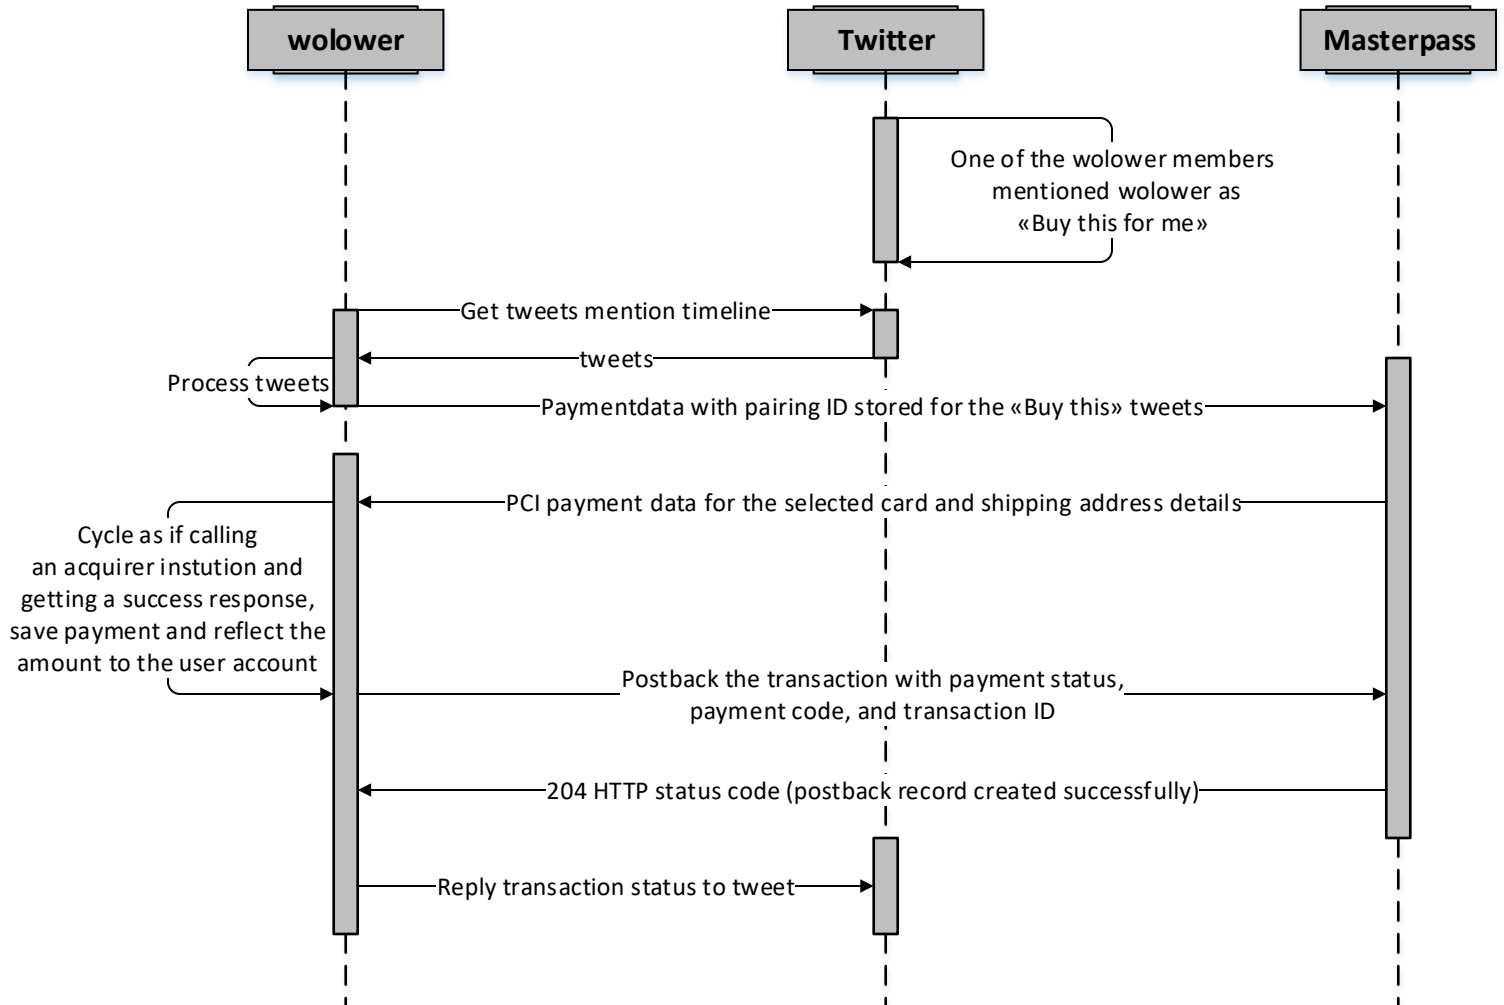 wolower
Twitter
Masterpass
One of the wolower members
mentioned wolower as
«Buy this for me»
Get tweets mention timeline
tweets
Process tweets
Paymentdata with pairing ID stored for the «Buy this» tweets
PCI payment data for the selected card and shipping address details
Cycle as if calling
an acquirer instution and
getting a success response,
save payment and reflect the
amount to the user account
Postback the transaction with payment status,
payment code, and transaction ID
204 HTTP status code (postback record created successfully)
Reply transaction status to tweet